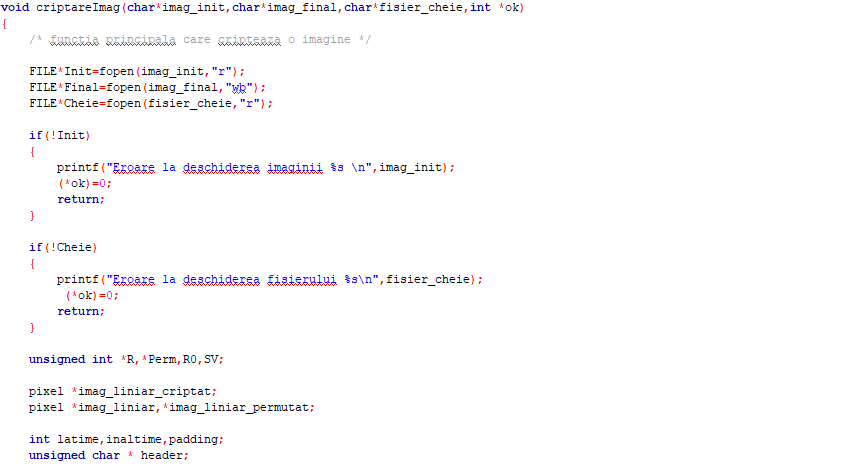 void criptareImag(char*imag_init,char*imag_final,char*fisier_cheie,int *ok)
{
/* functia principala care cripteaza o imagine */
FILE*Init=fopen(imag_init,"r");
FILE*Final=fopen(imag_final,"wb");
FILE*Cheie=fopen(fisier_cheie,"r");
if(!Init)
{
printf("Eroare la deschiderea imaginii %s \n",imag_init);
(*ok)=0;
return;
}
if(!Cheie)
{
printf("Eroare la deschiderea fisierului %s\n",fisier_cheie);
(*ok)=0;
return;
}
unsigned int *R,*Perm,R0,SV;
pixel *imag_liniar_criptat;
pixel *imag_liniar,*imag_liniar_permutat;
int latime,inaltime,padding;
unsigned char * header;